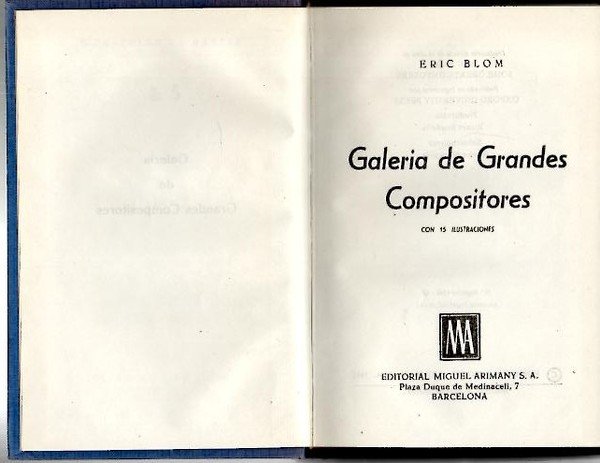 ERIC BLOM
Galeria de Grandes
Compositores
CON 15 ILUSTRACIONES
MA
EDITORIAL MIGUEL ARIMANY S. A.
Plaza Duque de Medinaceli, 7
BARCELONA